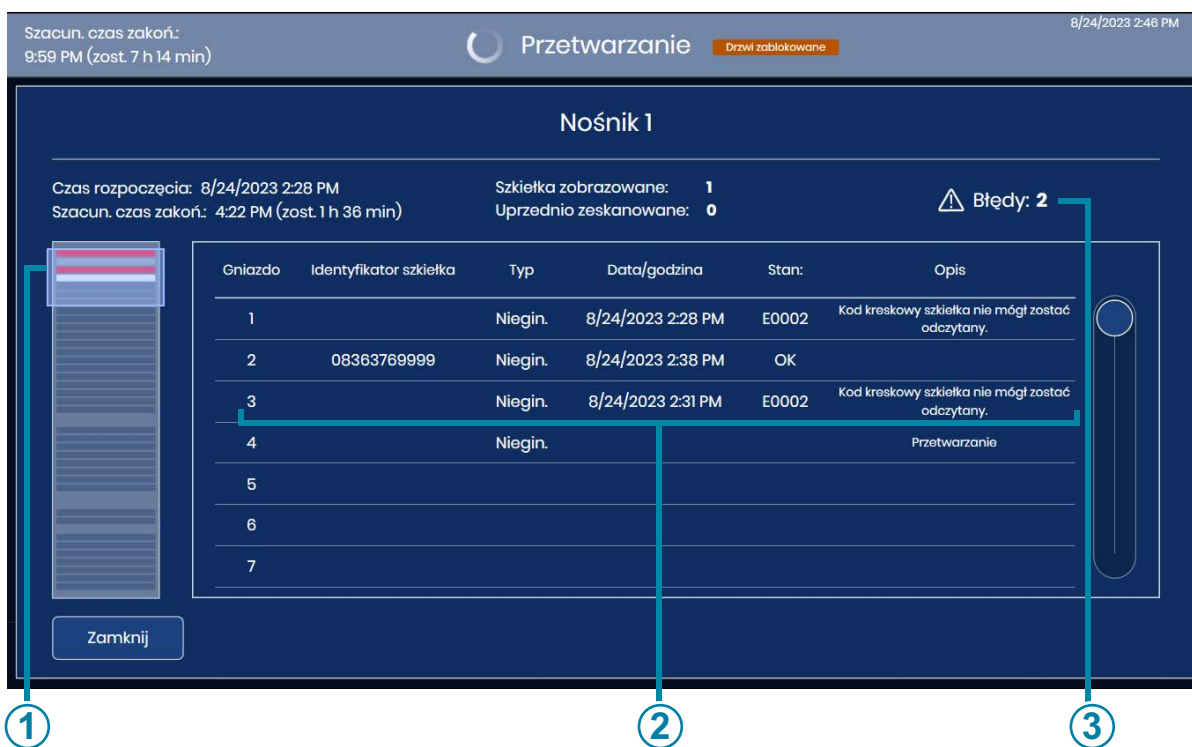 8/24/2023 2:46 PM
Szacun. czas zakoń.:
9:59 PM (zost. 7 h 14 min)
Przetwarzanie
Drzwi zablokowane
Nośnik 1
Czas rozpoczęcia: 8/24/2023 2:28 PM
Szacun. czas zakoń.: 4:22 PM (zost. 1 h 36 min)
Szkiełka zobrazowane: 1
Uprzednio zeskanowane: 0
Błędy: 2
Gniazdo Identyfikator szkiełka Typ Data/godzina Stan: Opis
1 Niegin. 8/24/2023 2:28 PM E0002 Kod kreskowy szkiełka nie mógł zostać
odczytany.
2 08363769999 Niegin. 8/24/2023 2:38 PM OK
3 Niegin. 8/24/2023 2:31 PM E0002 Kod kreskowy szkiełka nie mógł zostać
odczytany.
4 Niegin. Przetwarzanie
5
6
7
Zamknij
1 2 3